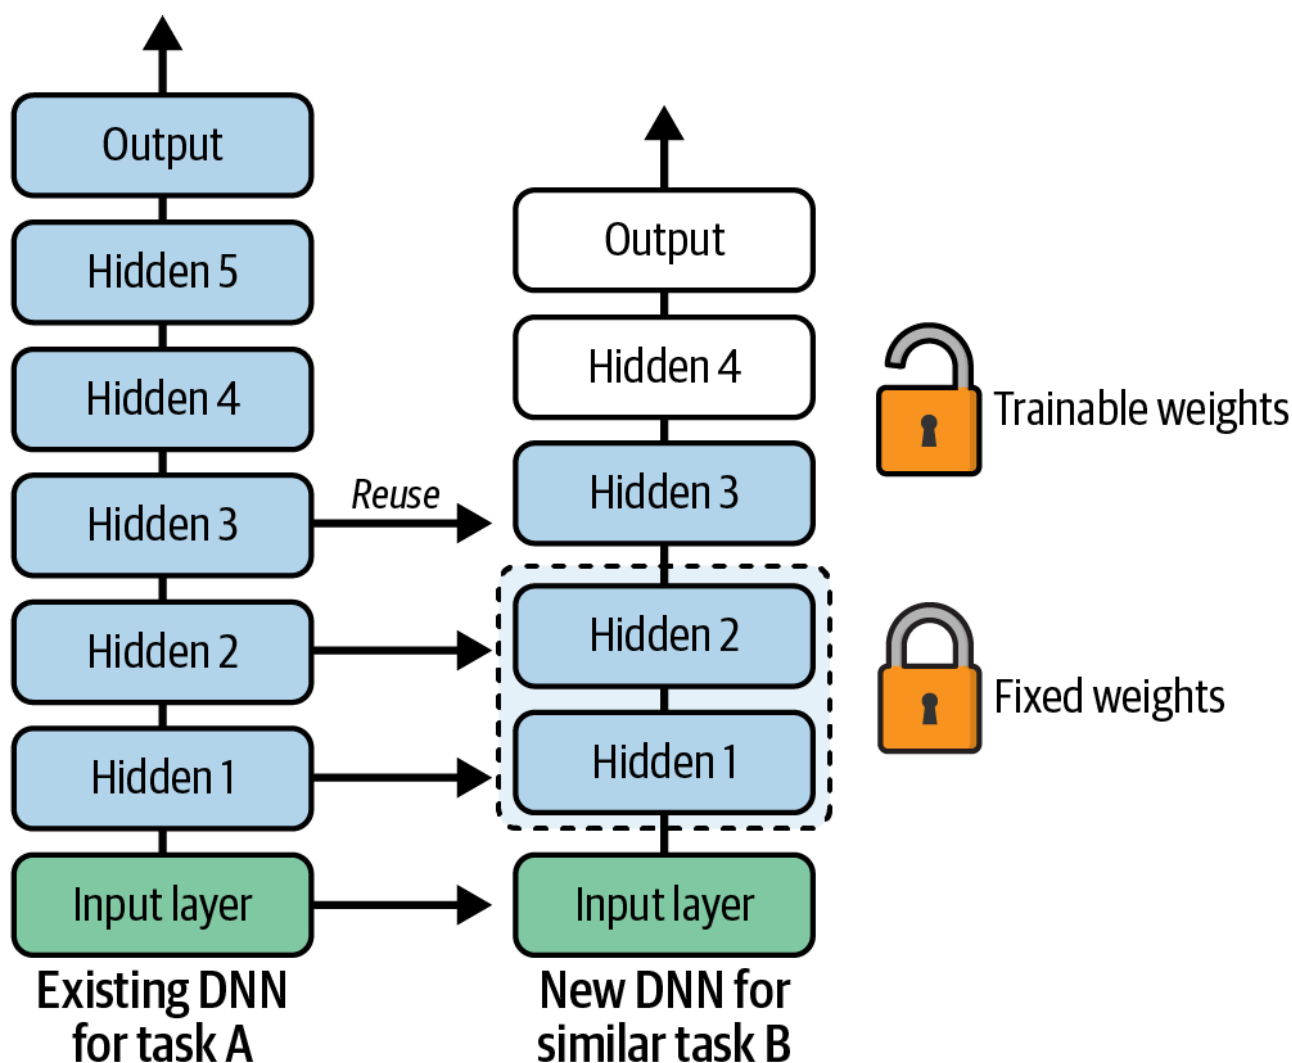 Output
Hidden 5
Hidden 4
Hidden 3
Hidden 2
Hidden 1
Input layer
Existing DNN
for task A
Reuse
Output
Hidden 4
Hidden 3
Hidden 2
Hidden 1
Input layer
New DNN for
similar task B
Trainable weights
Fixed weights